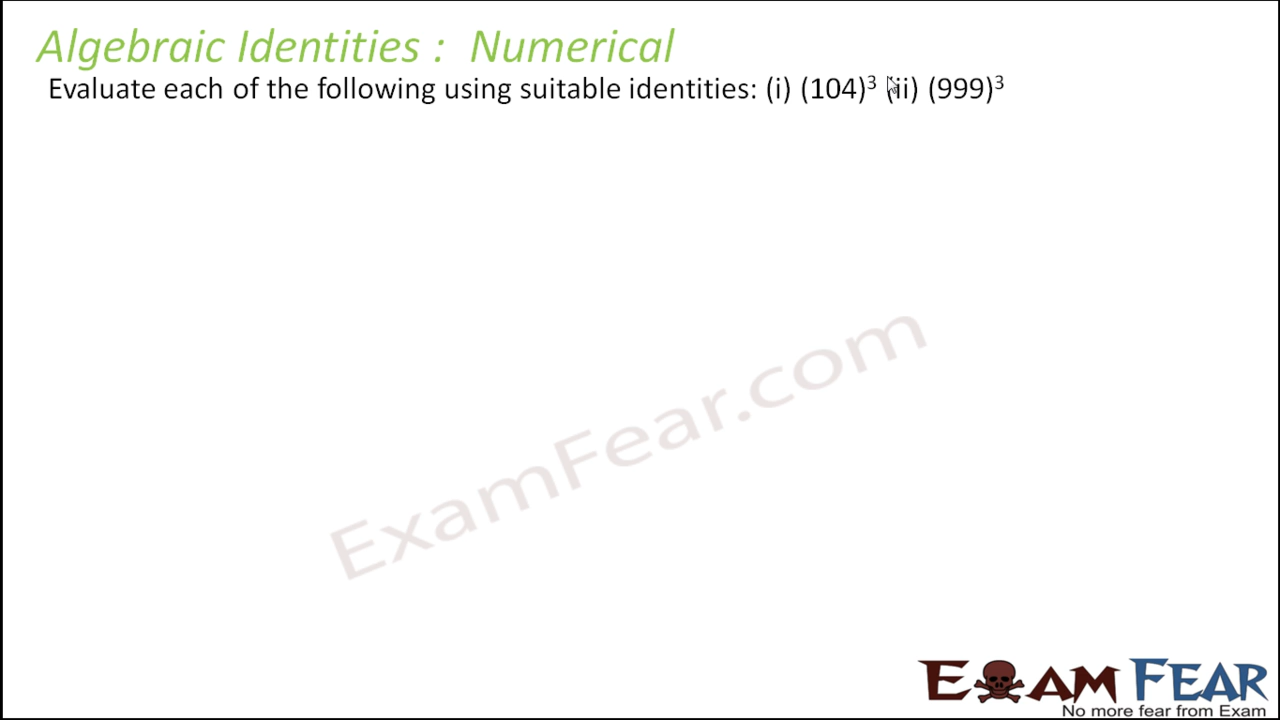 Algebraic Identities :  Numerical
Evaluate each of the following using suitable identities: (i) (104)³ (ii) (999)³
ExamFear.com
EXAM FEAR
No more fear from Exam